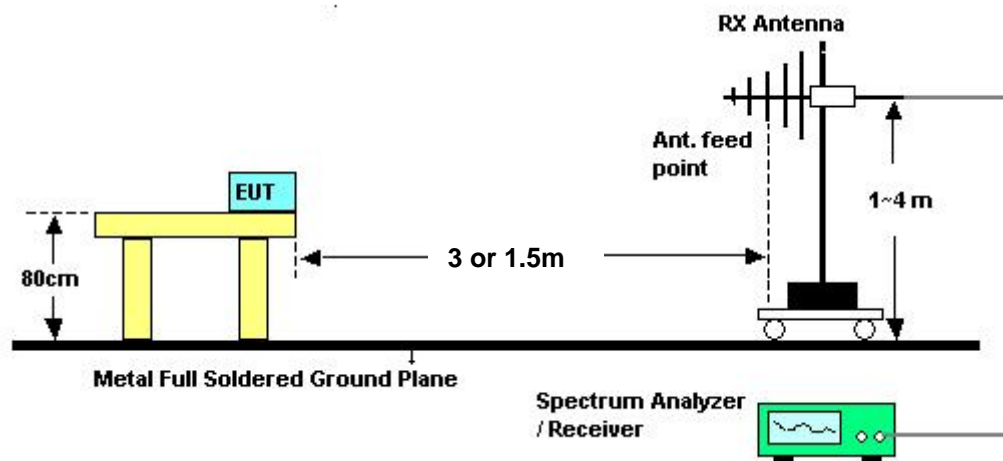 RX Antenna
Ant. feed
point
EUT
1~4 m
3 or 1.5m
80cm
Metal Full Soldered Ground Plane
Spectrum Analyzer
/ Receiver